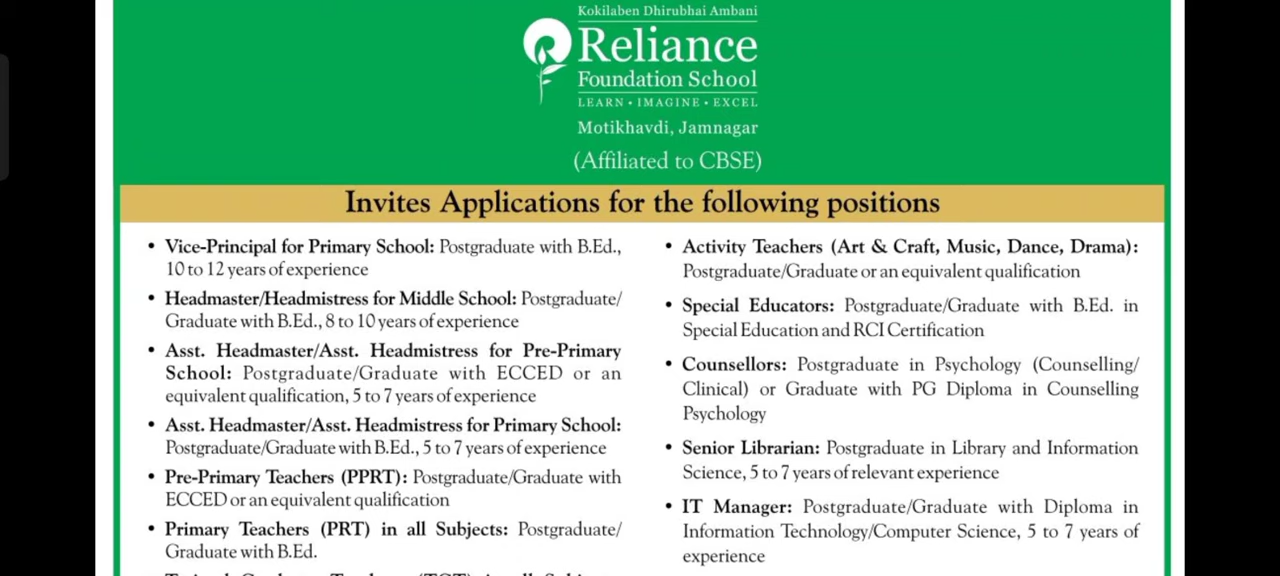 Kokilaben Dhirubhai Ambani
Reliance
Foundation School
LEARN • IMAGINE • EXCEL
Motikhavdi, Jamnagar
(Affiliated to CBSE)
Invites Applications for the following positions
• Vice-Principal for Primary School: Postgraduate with B.Ed.,
10 to 12 years of experience
• Headmaster/Headmistress for Middle School: Postgraduate/
Graduate with B.Ed., 8 to 10 years of experience
• Asst. Headmaster/Asst. Headmistress for Pre-Primary
School: Postgraduate/Graduate with ECCED or an
equivalent qualification, 5 to 7 years of experience
• Asst. Headmaster/Asst. Headmistress for Primary School:
Postgraduate/Graduate with B.Ed., 5 to 7 years of experience
• Pre-Primary Teachers (PPRT): Postgraduate/Graduate with
ECCED or an equivalent qualification
• Primary Teachers (PRT) in all Subjects: Postgraduate/
Graduate with B.Ed.
• Activity Teachers (Art & Craft, Music, Dance, Drama):
Postgraduate/Graduate or an equivalent qualification
• Special Educators: Postgraduate/Graduate with B.Ed. in
Special Education and RCI Certification
• Counsellors: Postgraduate in Psychology (Counselling/
Clinical) or Graduate with PG Diploma in Counselling
Psychology
• Senior Librarian: Postgraduate in Library and Information
Science, 5 to 7 years of relevant experience
• IT Manager: Postgraduate/Graduate with Diploma in
Information Technology/Computer Science, 5 to 7 years of
experience